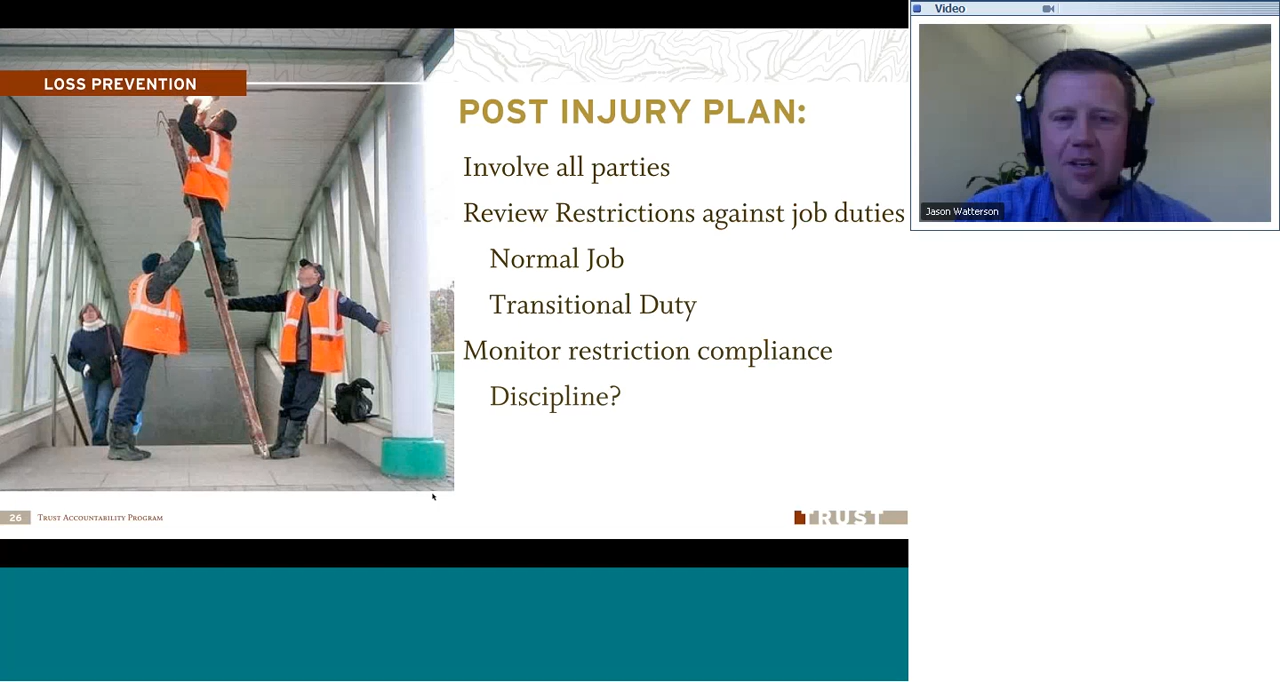 Video
LOSS PREVENTION
POST INJURY PLAN:
Involve all parties
Review Restrictions against job duties
Normal Job
Transitional Duty
Monitor restriction compliance
Discipline?
Jason Watterson
26 Trust Accountability Program
TRUST